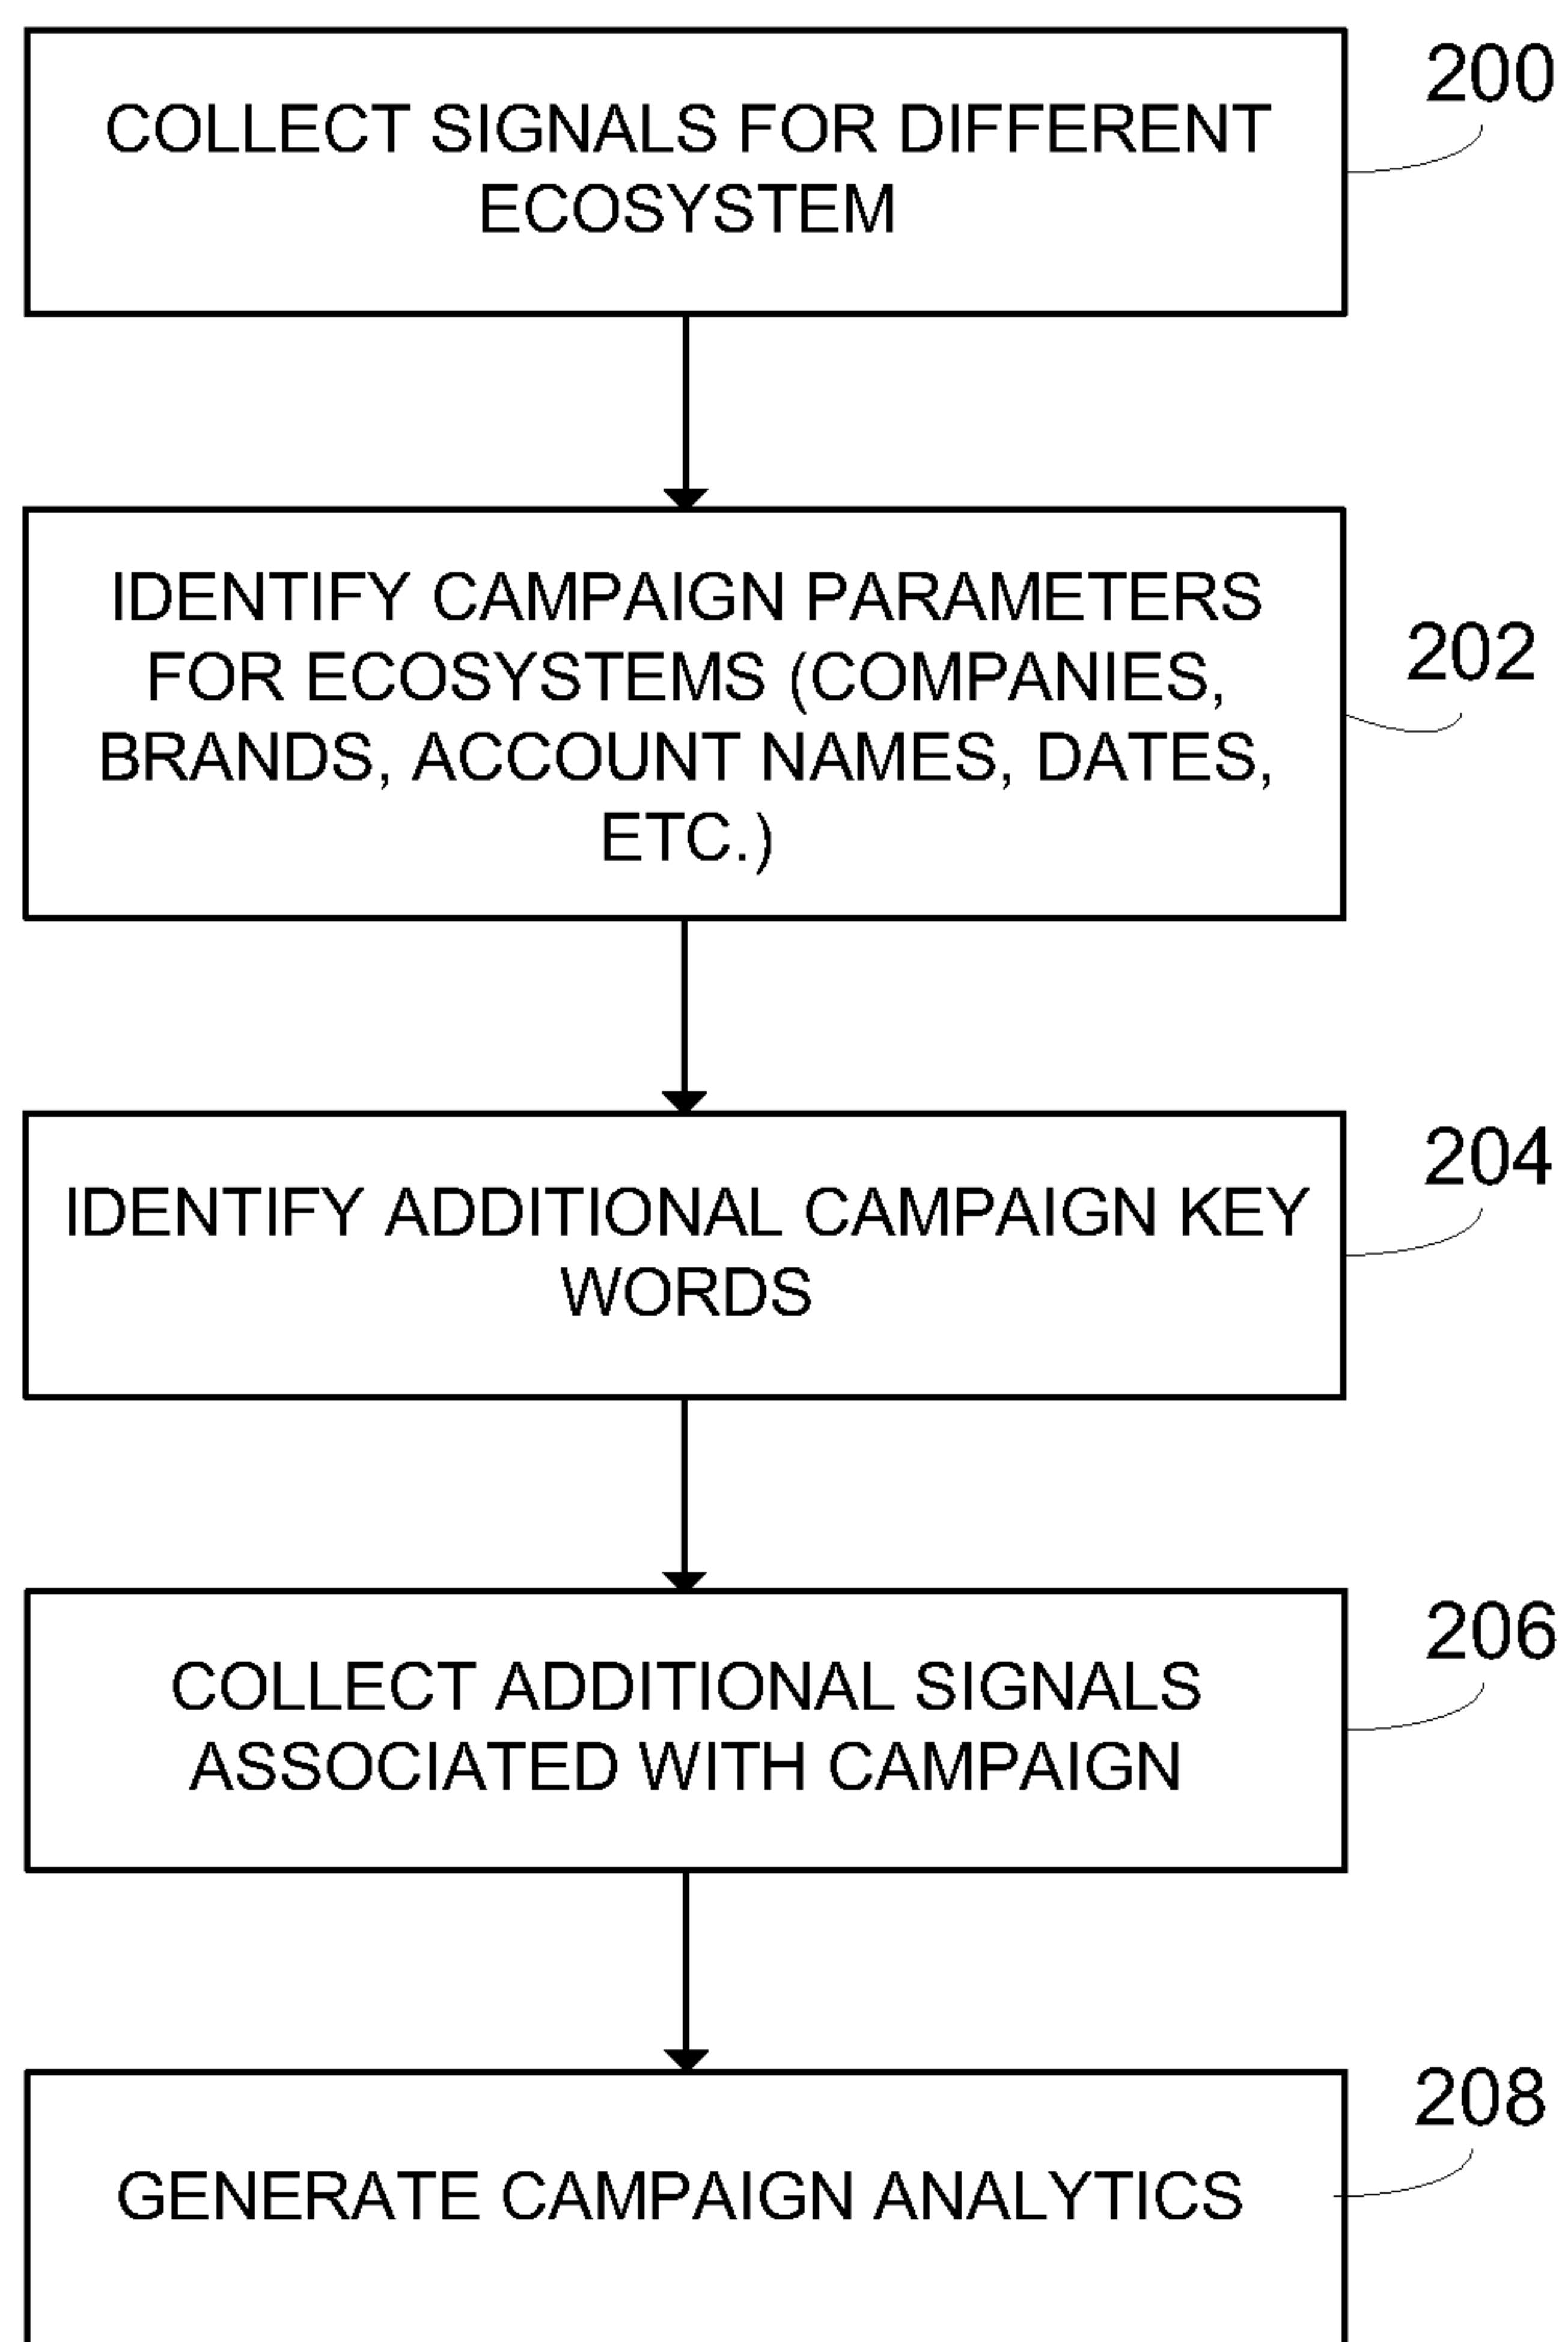 COLLECT SIGNALS FOR DIFFERENT
ECOSYSTEM
200
IDENTIFY CAMPAIGN PARAMETERS
FOR ECOSYSTEMS (COMPANIES,
BRANDS, ACCOUNT NAMES, DATES,
ETC.)
202
IDENTIFY ADDITIONAL CAMPAIGN KEY
WORDS
204
COLLECT ADDITIONAL SIGNALS
ASSOCIATED WITH CAMPAIGN
206
GENERATE CAMPAIGN ANALYTICS
208